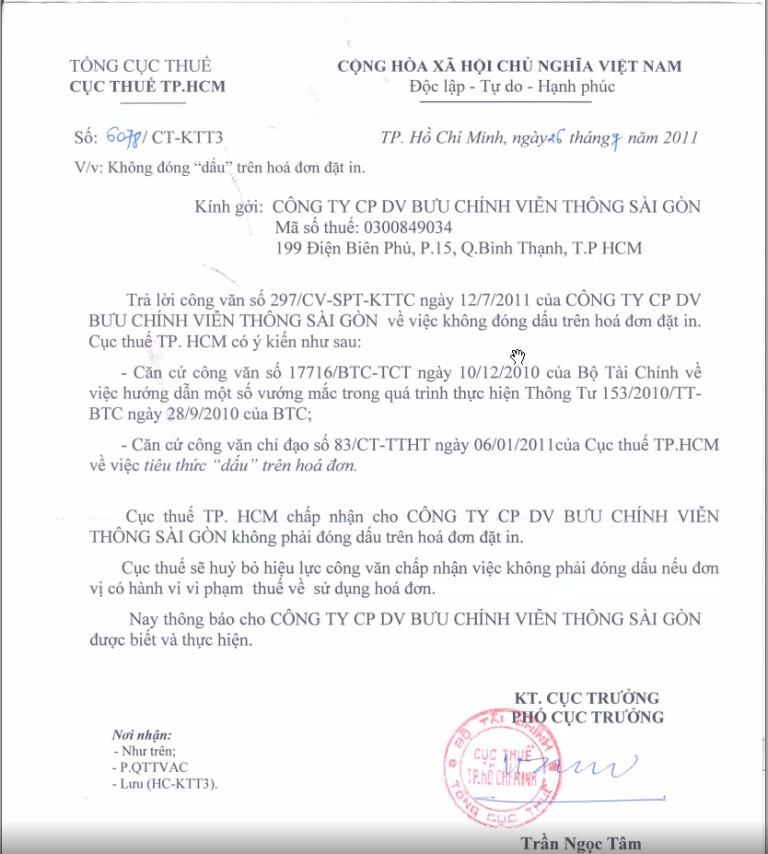 TỔNG CỤC THUẾ
CỤC THUẾ TP.HCM
CỘNG HÒA XÃ HỘI CHỦ NGHĨA VIỆT NAM
Độc lập - Tự do - Hạnh phúc
Số: 6078/ CT-KTT3
TP. Hồ Chí Minh, ngày 26 tháng 7 năm 2011
V/v: Không đóng “dấu” trên hoá đơn đặt in.
Kính gởi: CÔNG TY CP DV BƯU CHÍNH VIỄN THÔNG SÀI GÒN
Mã số thuế: 0300849034
199 Điện Biên Phủ, P.15, Q.Bình Thạnh, T.P HCM
Trả lời công văn số 297/CV-SPT-KTTC ngày 12/7/2011 của CÔNG TY CP DV
BƯU CHÍNH VIỄN THÔNG SÀI GÒN về việc không đóng dấu trên hoá đơn đặt in.
Cục thuế TP. HCM có ý kiến như sau:
- Căn cứ công văn số 17716/BTC-TCT ngày 10/12/2010 của Bộ Tài Chính về
việc hướng dẫn một số vướng mắc trong quá trình thực hiện Thông Tư 153/2010/TT-
BTC ngày 28/9/2010 của BTC;
- Căn cứ công văn chỉ đạo số 83/CT-TTHT ngày 06/01/2011của Cục thuế TP.HCM
về việc tiêu thức “dấu” trên hoá đơn.
Cục thuế TP. HCM chấp nhận cho CÔNG TY CP DV BƯU CHÍNH VIỄN
THÔNG SÀI GÒN không phải đóng dấu trên hoá đơn đặt in.
Cục thuế sẽ huỷ bỏ hiệu lực công văn chấp nhận việc không phải đóng dấu nếu đơn
vị có hành vi vi phạm thuế về sử dụng hoá đơn.
Nay thông báo cho CÔNG TY CP DV BƯU CHÍNH VIỄN THÔNG SÀI GÒN
được biết và thực hiện.
KT. CỤC TRƯỞNG
PHÓ CỤC TRƯỞNG
Nơi nhận:
- Như trên;
- P.QTTVAC
- Lưu (HC-KTT3).
BỘ TÀI CHÍNH
CỤC THUẾ
TP.HỒ CHÍ MINH
TỔNG CỤC THUẾ
Trần Ngọc Tâm